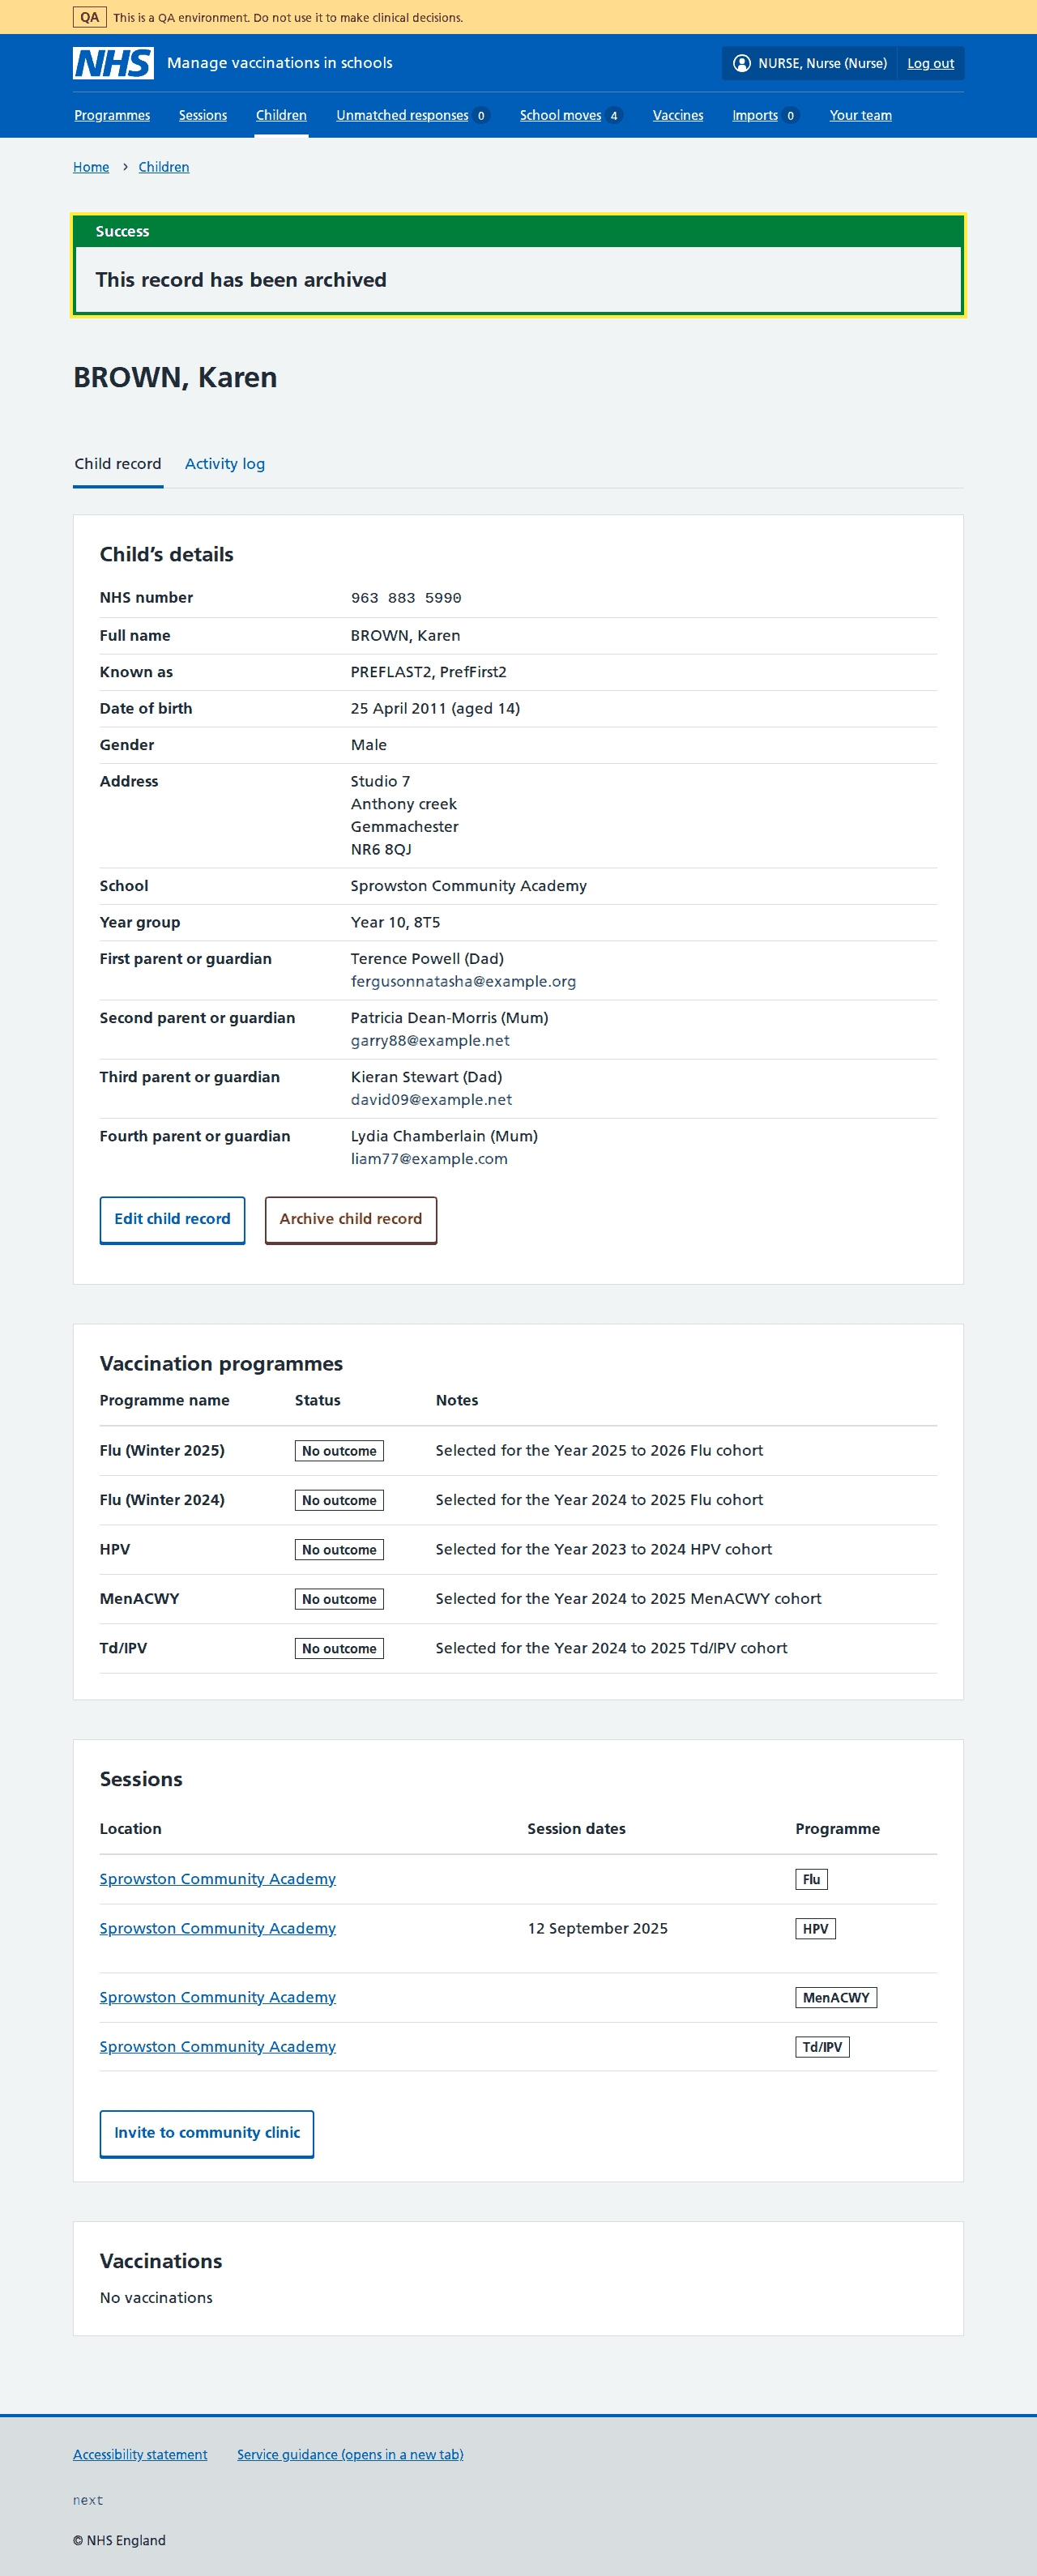 QA This is a QA environment. Do not use it to make clinical decisions.
NHS Manage vaccinations in schools NURSE, Nurse (Nurse) Log out
Programmes Sessions Children Unmatched responses 0 School moves 4 Vaccines Imports 0 Your team
Home > Children
Success
This record has been archived
BROWN, Karen
Child record Activity log
Child’s details
NHS number 963 883 5990
Full name BROWN, Karen
Known as PREFLAST2, PrefFirst2
Date of birth 25 April 2011 (aged 14)
Gender Male
Address Studio 7
Anthony creek
Gemmachester
NR6 8QJ
School Sprowston Community Academy
Year group Year 10, 8T5
First parent or guardian Terence Powell (Dad)
fergusonnatasha@example.org
Second parent or guardian Patricia Dean-Morris (Mum)
garry88@example.net
Third parent or guardian Kieran Stewart (Dad)
david09@example.net
Fourth parent or guardian Lydia Chamberlain (Mum)
liam77@example.com
Edit child record Archive child record
Vaccination programmes
Programme name Status Notes
Flu (Winter 2025) No outcome Selected for the Year 2025 to 2026 Flu cohort
Flu (Winter 2024) No outcome Selected for the Year 2024 to 2025 Flu cohort
HPV No outcome Selected for the Year 2023 to 2024 HPV cohort
MenACWY No outcome Selected for the Year 2024 to 2025 MenACWY cohort
Td/IPV No outcome Selected for the Year 2024 to 2025 Td/IPV cohort
Sessions
Location Session dates Programme
Sprowston Community Academy Flu
Sprowston Community Academy 12 September 2025 HPV
Sprowston Community Academy MenACWY
Sprowston Community Academy Td/IPV
Invite to community clinic
Vaccinations
No vaccinations
Accessibility statement Service guidance (opens in a new tab)
next
© NHS England